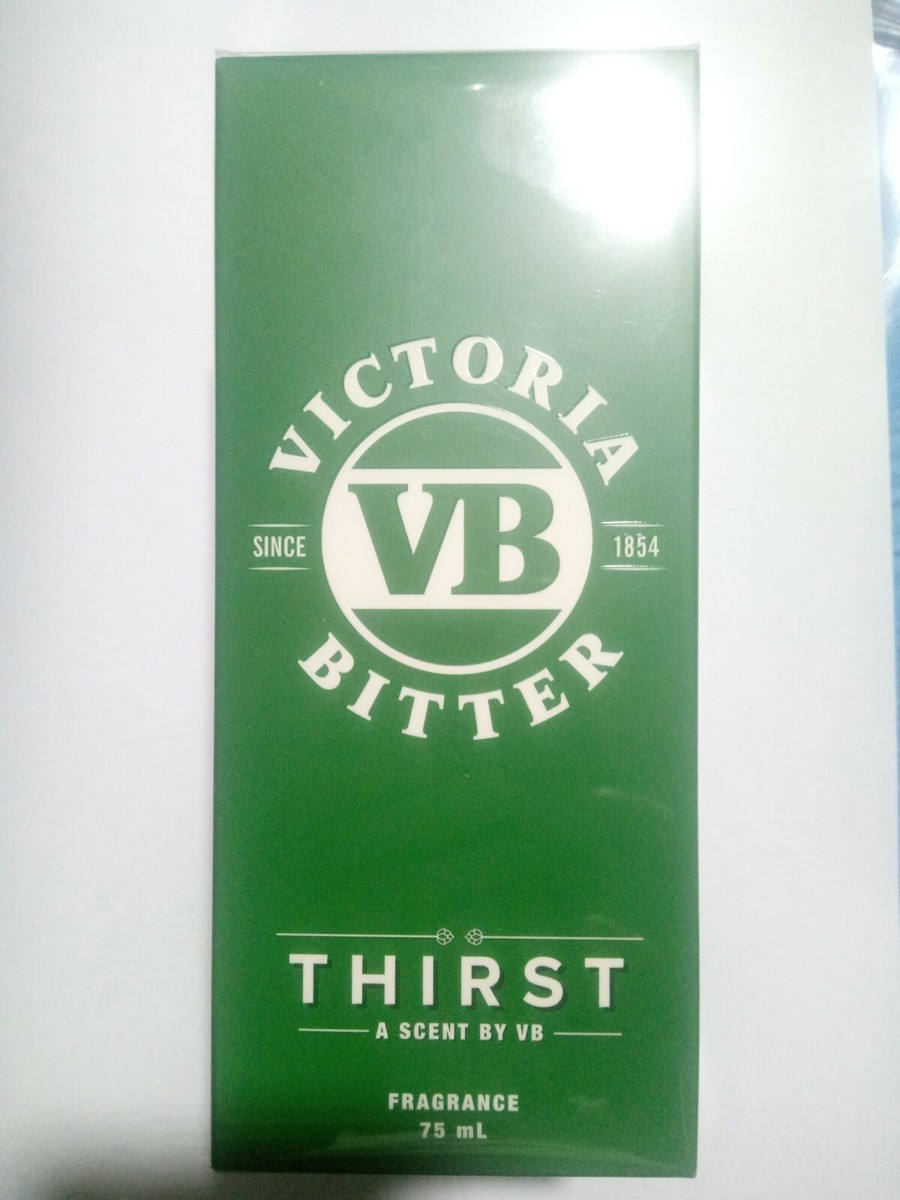 VICTORIA
VB
SINCE 1854
BITTER
THIRST
A SCENT BY VB
FRAGRANCE
75 mL